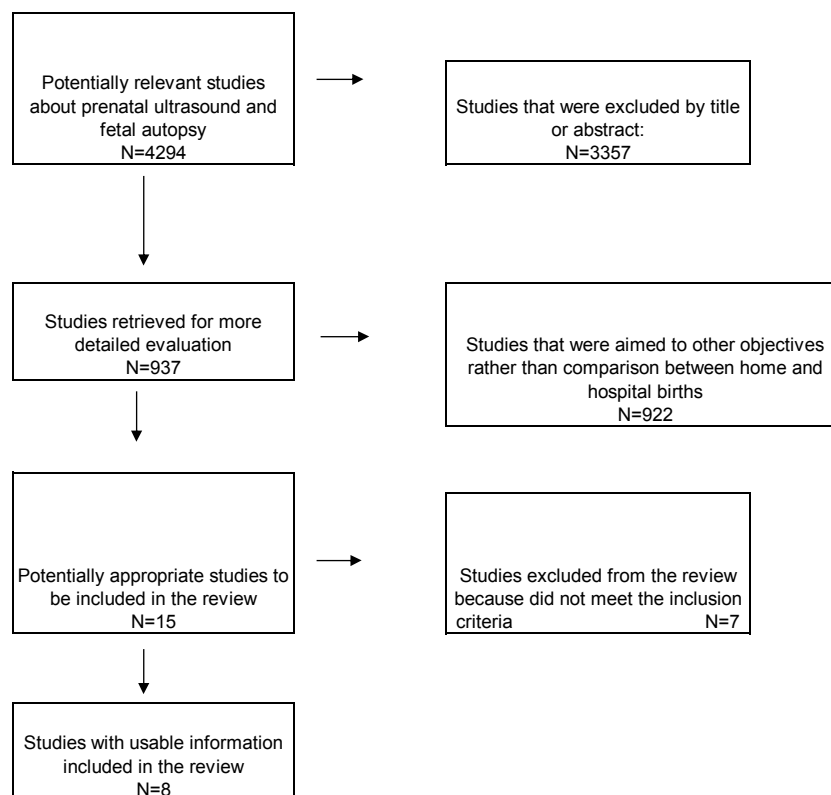 Potentially relevant studies
about prenatal ultrasound and
fetal autopsy
N=4294
Studies that were excluded by title
or abstract:
N=3357
Studies retrieved for more
detailed evaluation
N=937
Studies that were aimed to other objectives
rather than comparison between home and
hospital births
N=922
Potentially appropriate studies to
be included in the review
N=15
Studies excluded from the review
because did not meet the inclusion
criteria N=7
Studies with usable information
included in the review
N=8